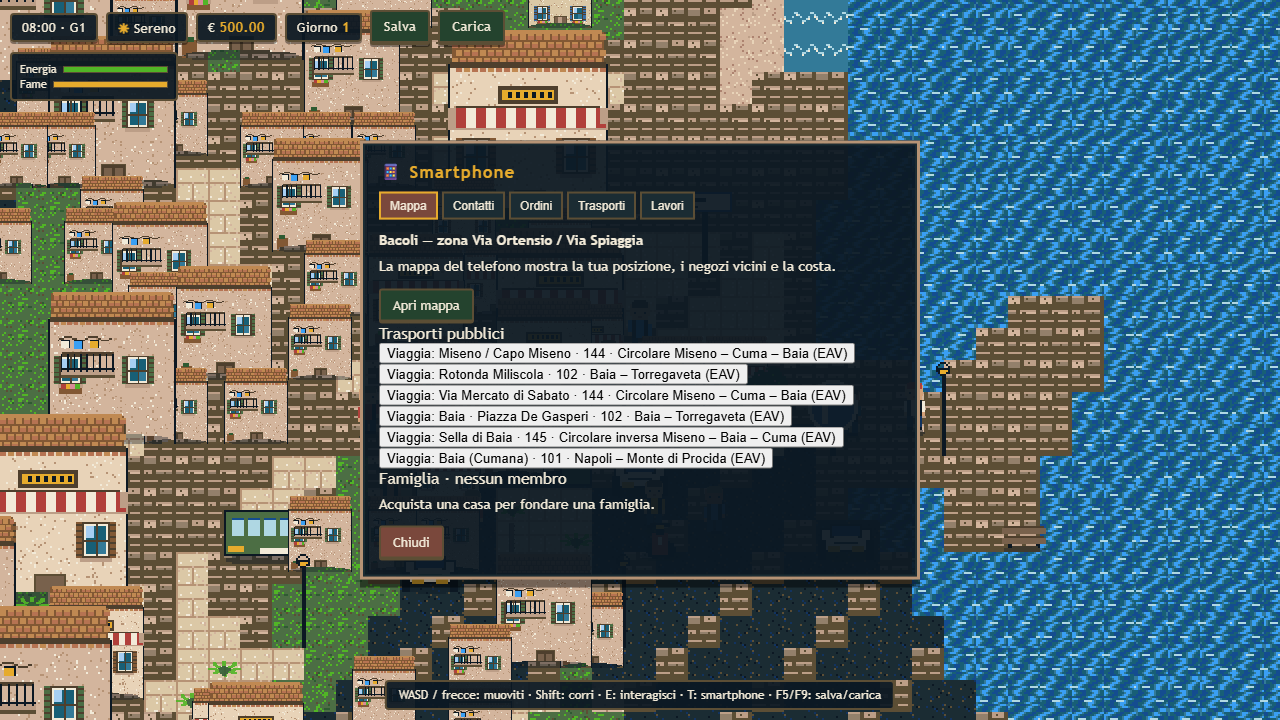 08:00 · G1
Sereno
€ 500.00
Giorno 1
Salva
Carica
Energia
Fame
Smartphone
Mappa
Contatti
Ordini
Trasporti
Lavori
Bacoli — zona Via Ortensio / Via Spiaggia
La mappa del telefono mostra la tua posizione, i negozi vicini e la costa.
Apri mappa
Trasporti pubblici
Viaggia: Miseno / Capo Miseno · 144 · Circolare Miseno – Cuma – Baia (EAV)
Viaggia: Rotonda Miliscola · 102 · Baia – Torregaveta (EAV)
Viaggia: Via Mercato di Sabato · 144 · Circolare Miseno – Cuma – Baia (EAV)
Viaggia: Baia · Piazza De Gasperi · 102 · Baia – Torregaveta (EAV)
Viaggia: Sella di Baia · 145 · Circolare inversa Miseno – Baia – Cuma (EAV)
Viaggia: Baia (Cumana) · 101 · Napoli – Monte di Procida (EAV)
Famiglia · nessun membro
Acquista una casa per fondare una famiglia.
Chiudi
WASD / frecce: muoviti · Shift: corri · E: interagisci · T: smartphone · F5/F9: salva/carica